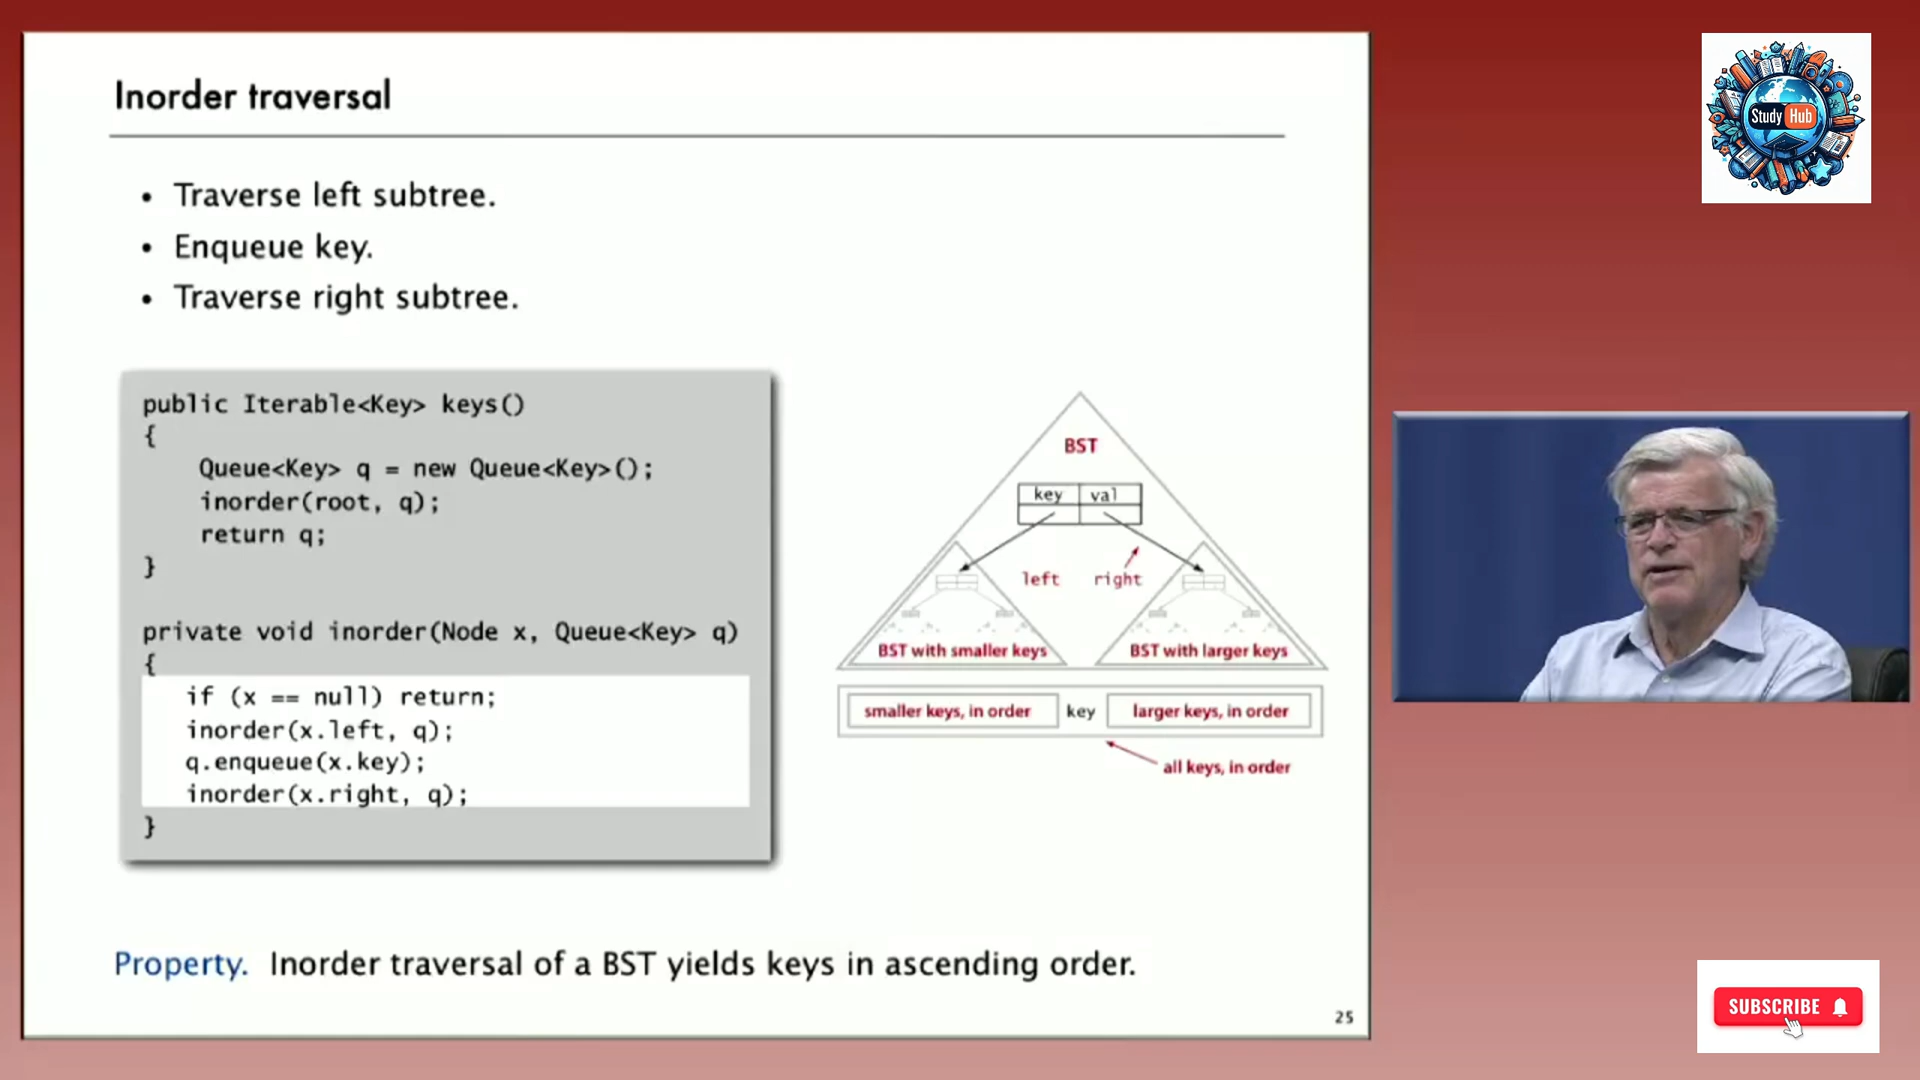 Inorder traversal
• Traverse left subtree.
• Enqueue key.
• Traverse right subtree.
public Iterable<Key> keys()
{
Queue<Key> q = new Queue<Key>();
inorder(root, q);
return q;
}
private void inorder(Node x, Queue<Key> q)
{
if (x == null) return;
inorder(x.left, q);
q.enqueue(x.key);
inorder(x.right, q);
}
BST
key val
left right
BST with smaller keys BST with larger keys
smaller keys, in order key larger keys, in order
all keys, in order
Property. Inorder traversal of a BST yields keys in ascending order.
25
Study Hub
SUBSCRIBE